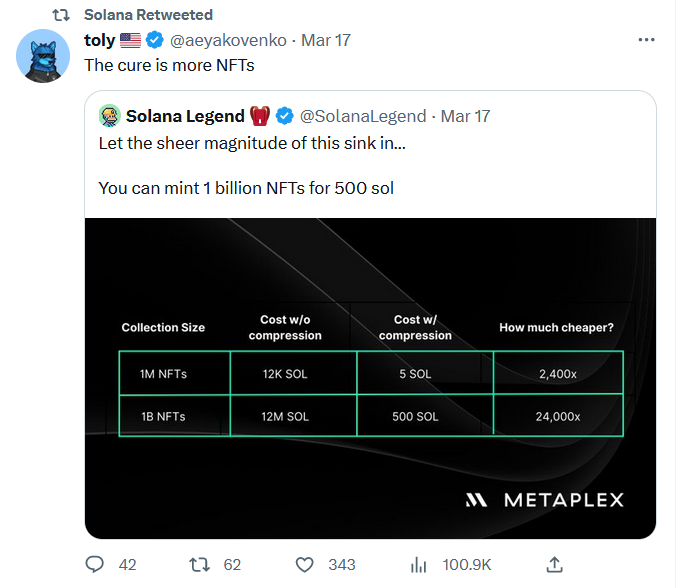 Solana Retweeted
toly @aeyakovenko · Mar 17
The cure is more NFTs
Solana Legend @SolanaLegend · Mar 17
Let the sheer magnitude of this sink in...
You can mint 1 billion NFTs for 500 sol
Collection Size Cost w/o compression Cost w/ compression How much cheaper?
1M NFTs 12K SOL 5 SOL 2,400x
1B NFTs 12M SOL 500 SOL 24,000x
METAPLEX
42 62 343 100.9K